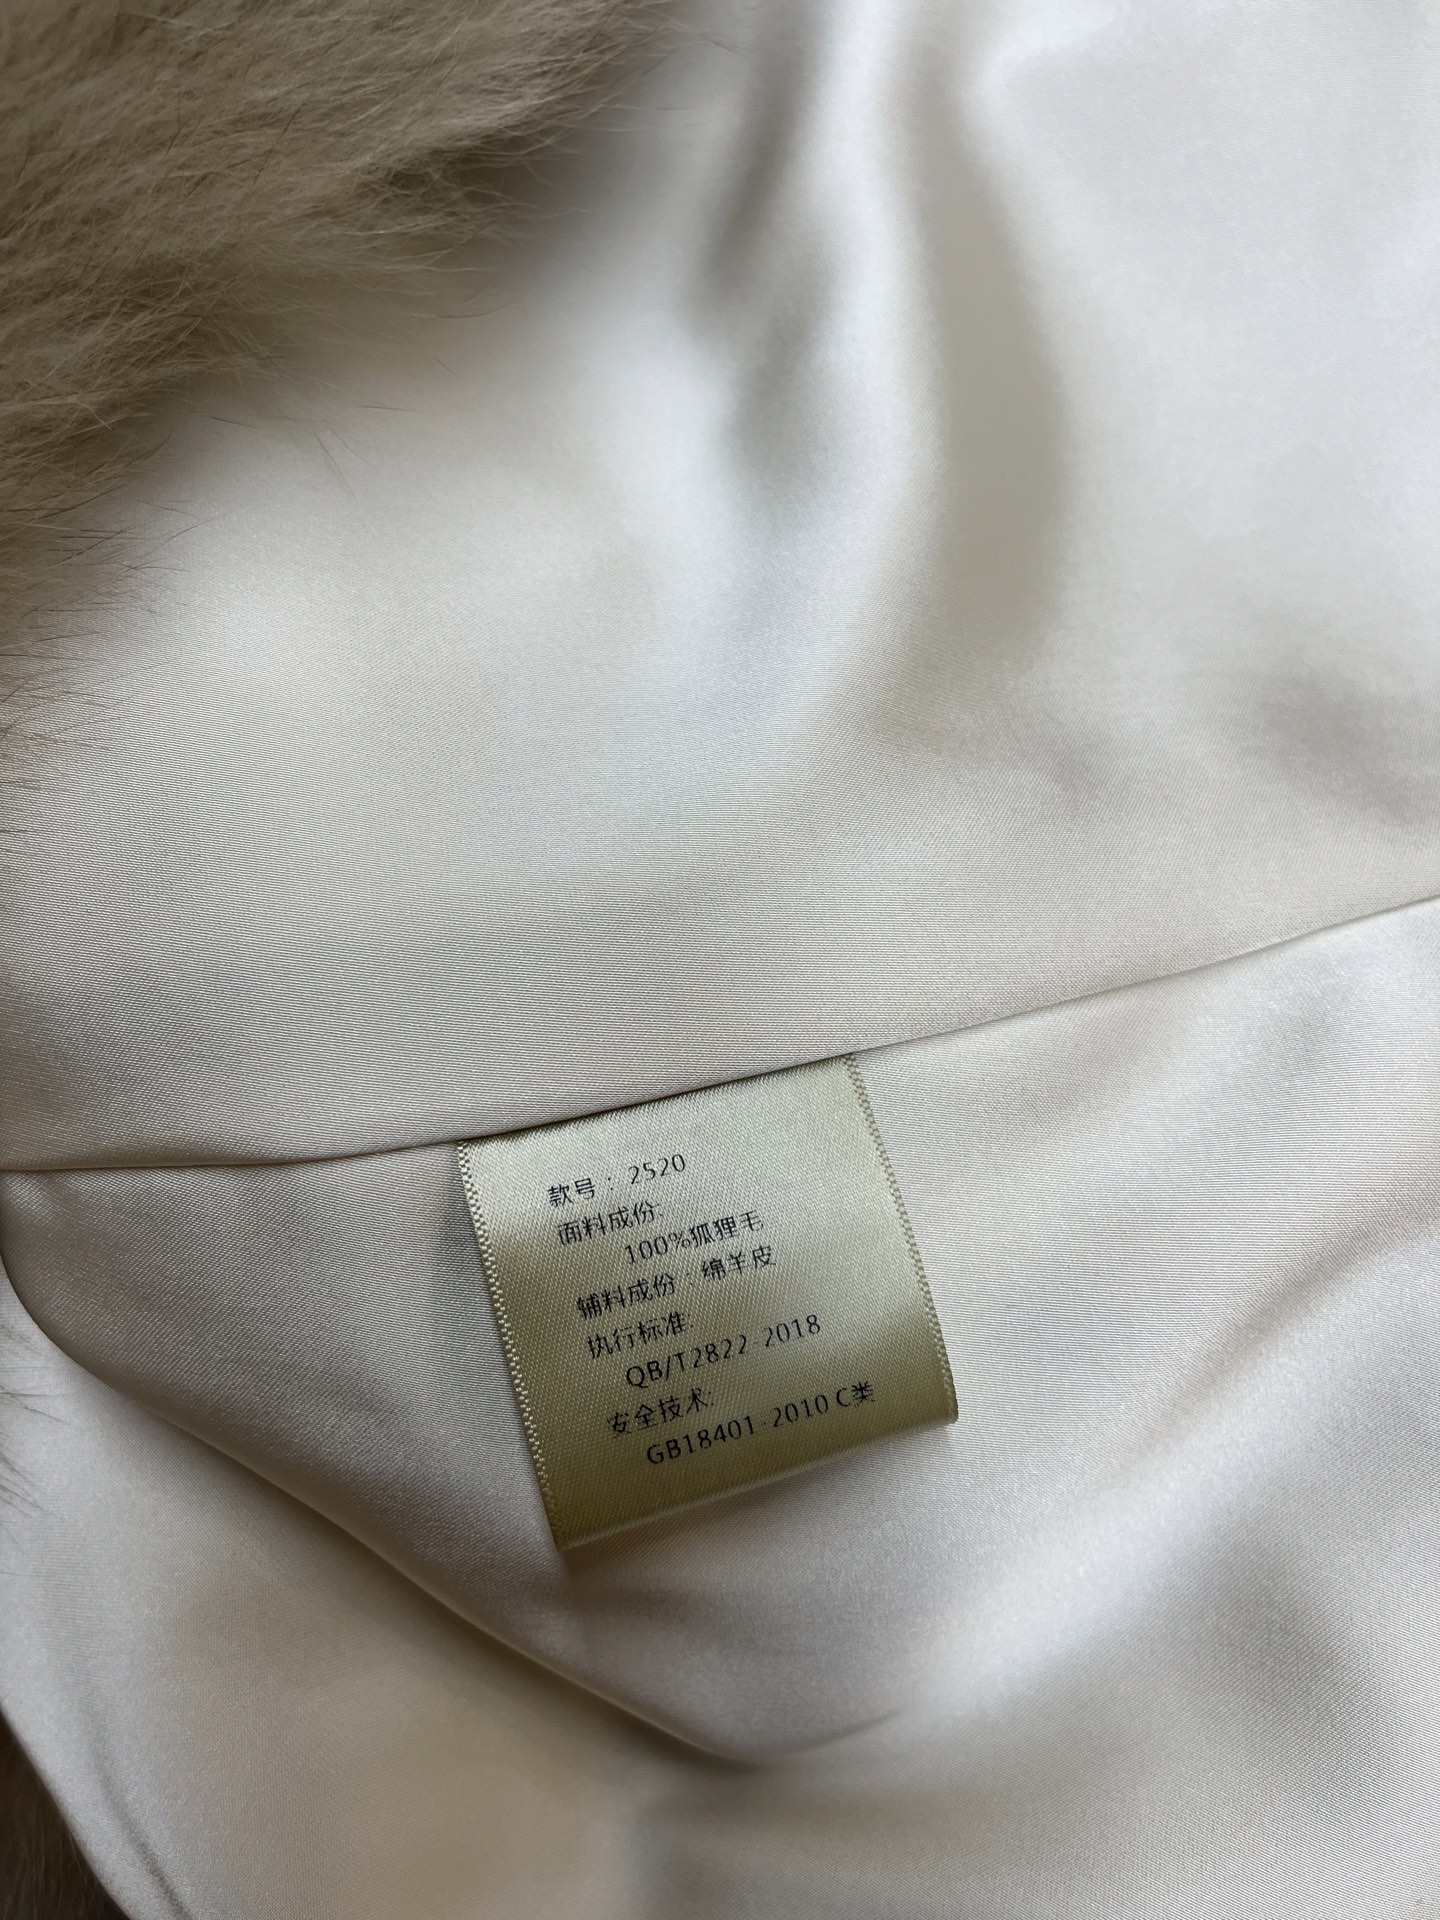 款号：2520
面料成份:
100%狐狸毛
辅料成份：绵羊皮
执行标准:
QB/T2822-2018
安全技术:
GB18401-2010 C类